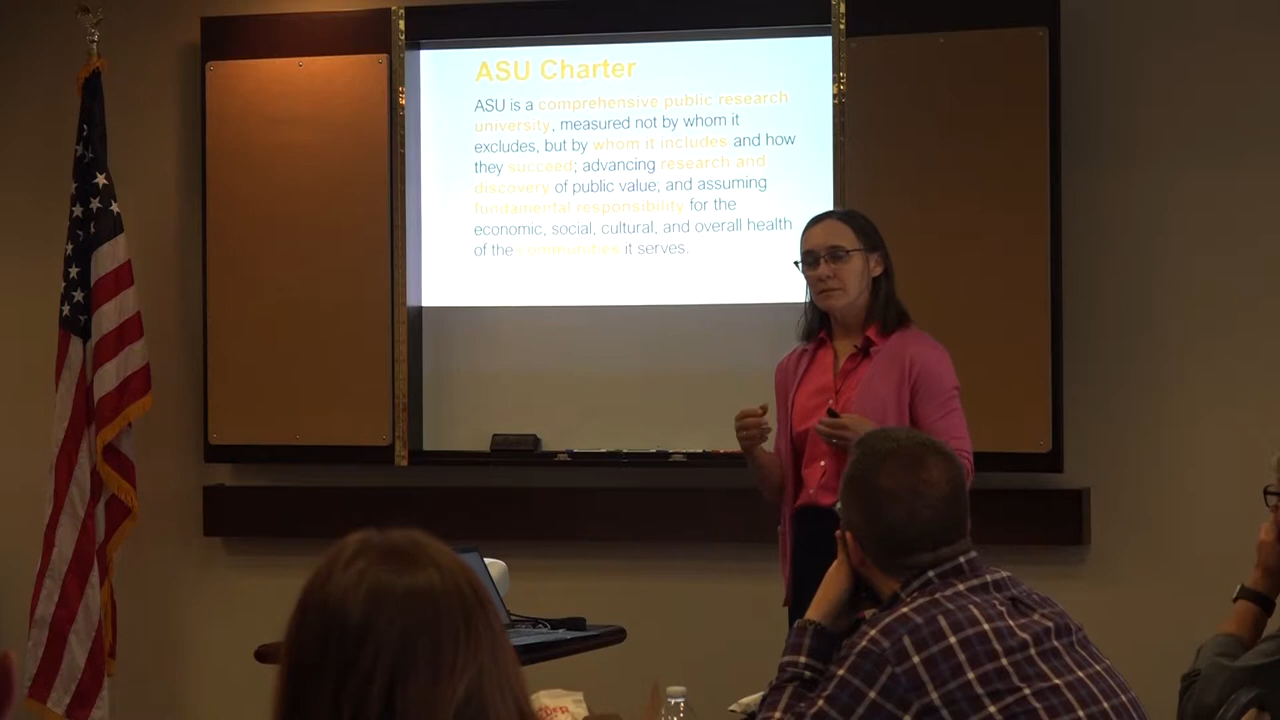 ASU Charter
ASU is a comprehensive public research
university, measured not by whom it
excludes, but by whom it includes and how
they succeed; advancing research and
discovery of public value; and assuming
fundamental responsibility for the
economic, social, cultural, and overall health
of the communities it serves.